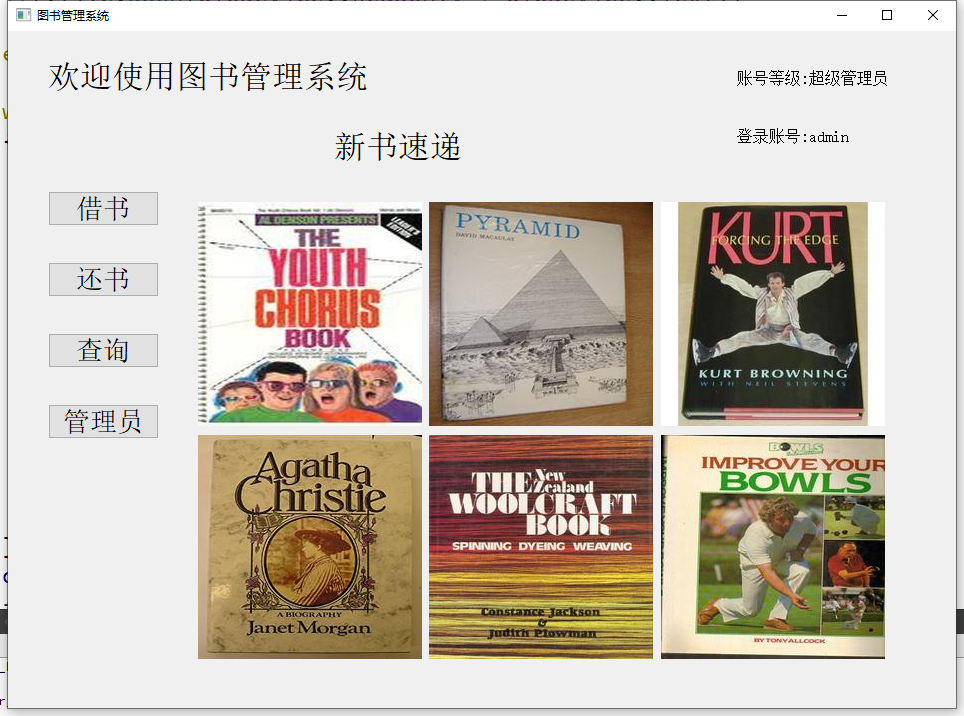 图书管理系统
欢迎使用图书管理系统
账号等级:超级管理员
登录账号:admin
新书速递
借书
还书
查询
管理员
AL DENSON PRESENTS
THE
YOUTH
CHORUS
BOOK
PYRAMID
DAVID MACAULAY
KURT
FORCING THE EDGE
KURT BROWNING
WITH NEIL STEVENS
Agatha
Christie
A BIOGRAPHY
Janet Morgan
THE New Zealand
WOOLCRAFT
BOOK
SPINNING DYEING WEAVING
Constance Jackson
&
Judith Plowman
BOWLS
IMPROVE YOUR
BOWLS
BY TONY ALLCOCK